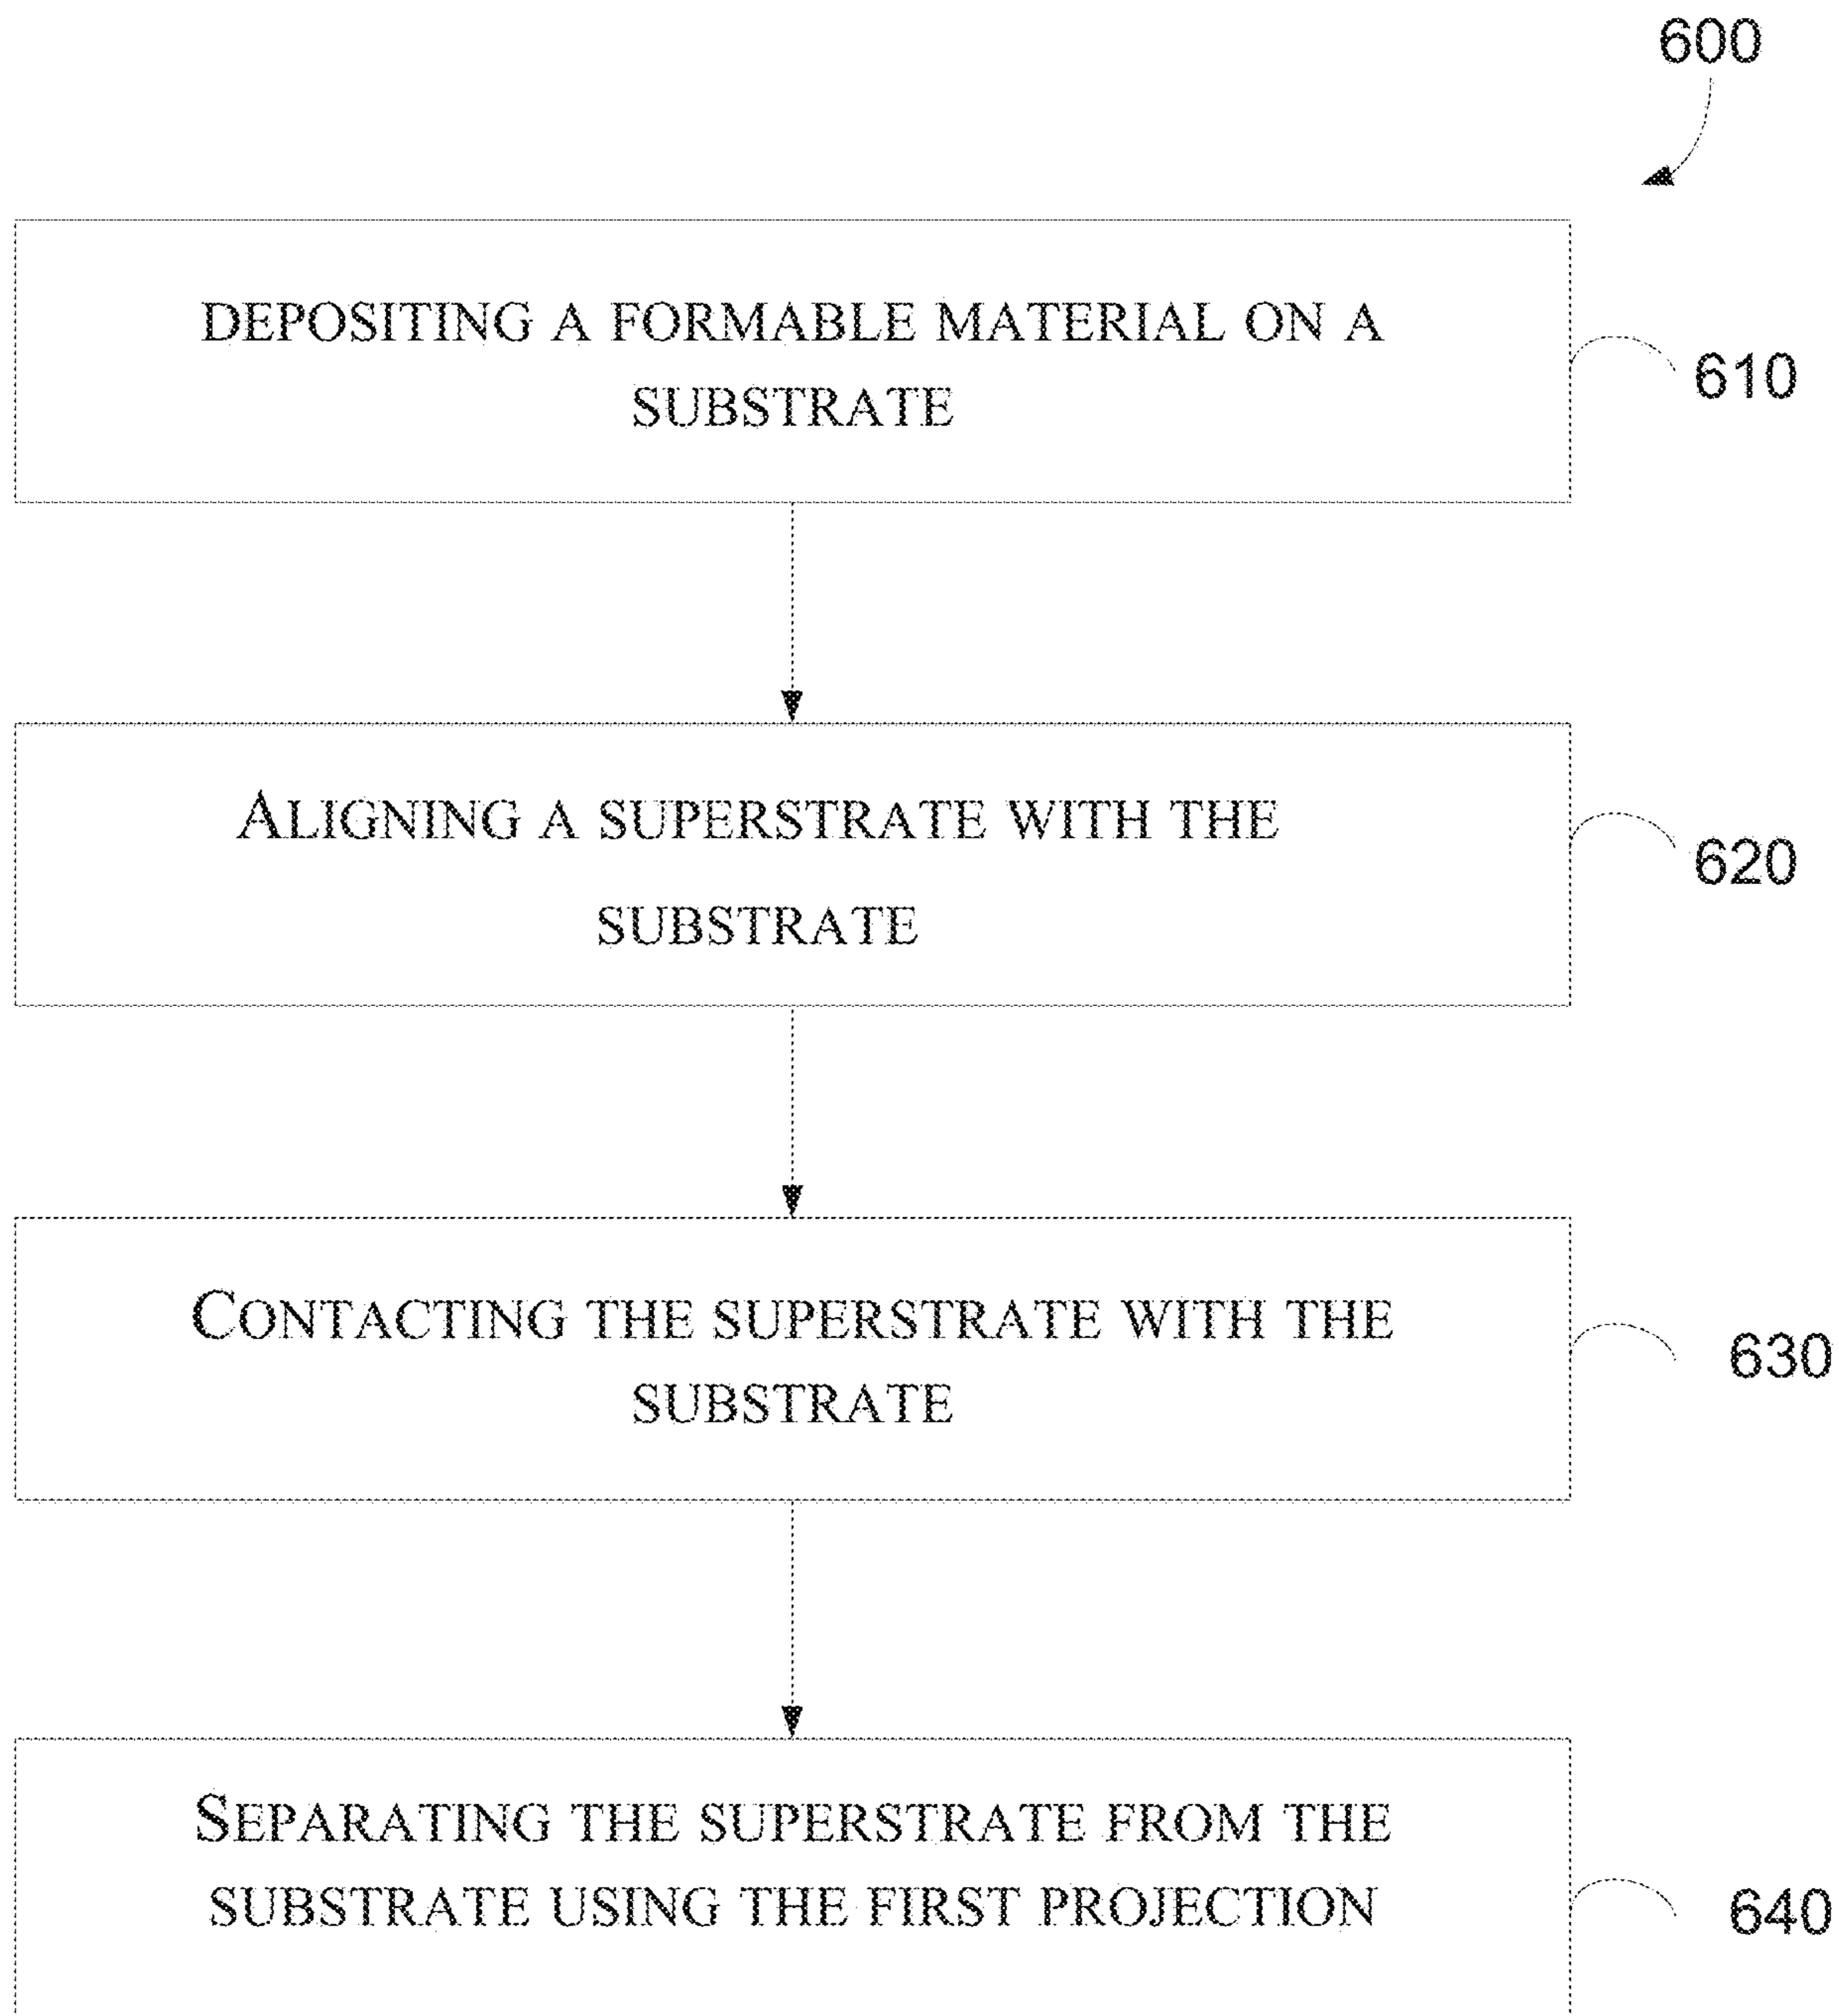 600
DEPOSITING A FORMABLE MATERIAL ON A
SUBSTRATE
610
ALIGNING A SUPERSTRATE WITH THE
SUBSTRATE
620
CONTACTING THE SUPERSTRATE WITH THE
SUBSTRATE
630
SEPARATING THE SUPERSTRATE FROM THE
SUBSTRATE USING THE FIRST PROJECTION
640